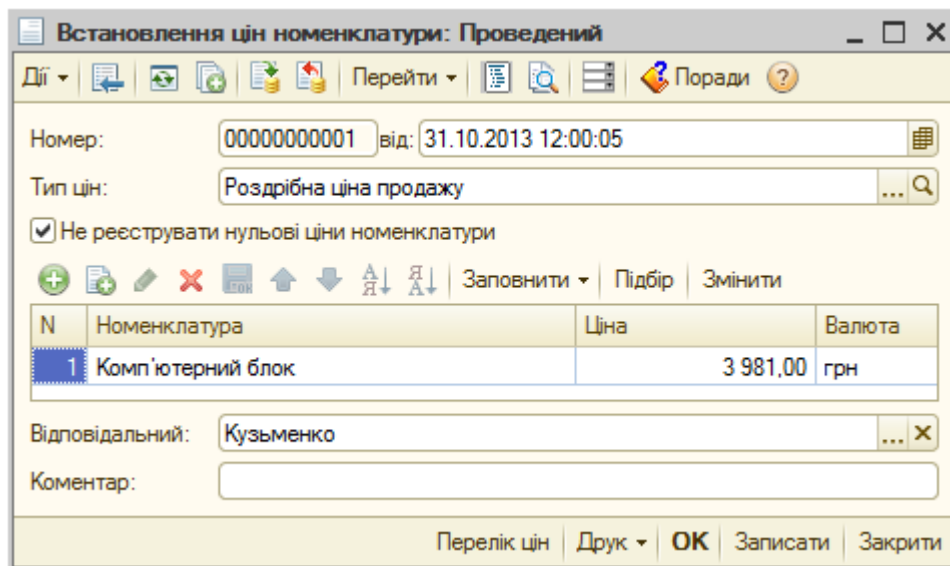 Встановлення цін номенклатури: Проведений
Дії Перейти Поради
Номер: 00000000001 від: 31.10.2013 12:00:05
Тип цін: Роздрібна ціна продажу ...
Не реєструвати нульові ціни номенклатури
Заповнити Підбір Змінити
N Номенклатура Ціна Валюта
1 Комп'ютерний блок 3 981,00 грн
Відповідальний: Кузьменко ...
Коментар:
Перелік цін Друк OK Записати Закрити